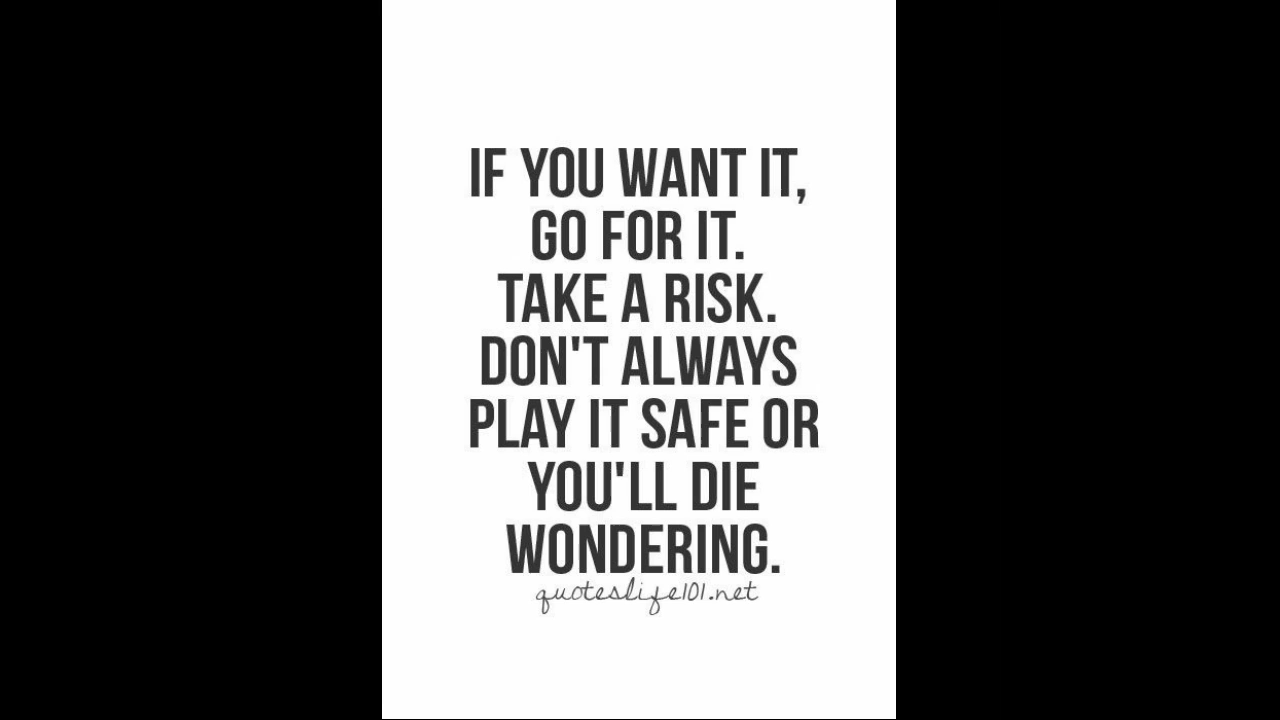 IF YOU WANT IT,
GO FOR IT.
TAKE A RISK.
DON'T ALWAYS
PLAY IT SAFE OR
YOU'LL DIE
WONDERING.
quoteslife101.net